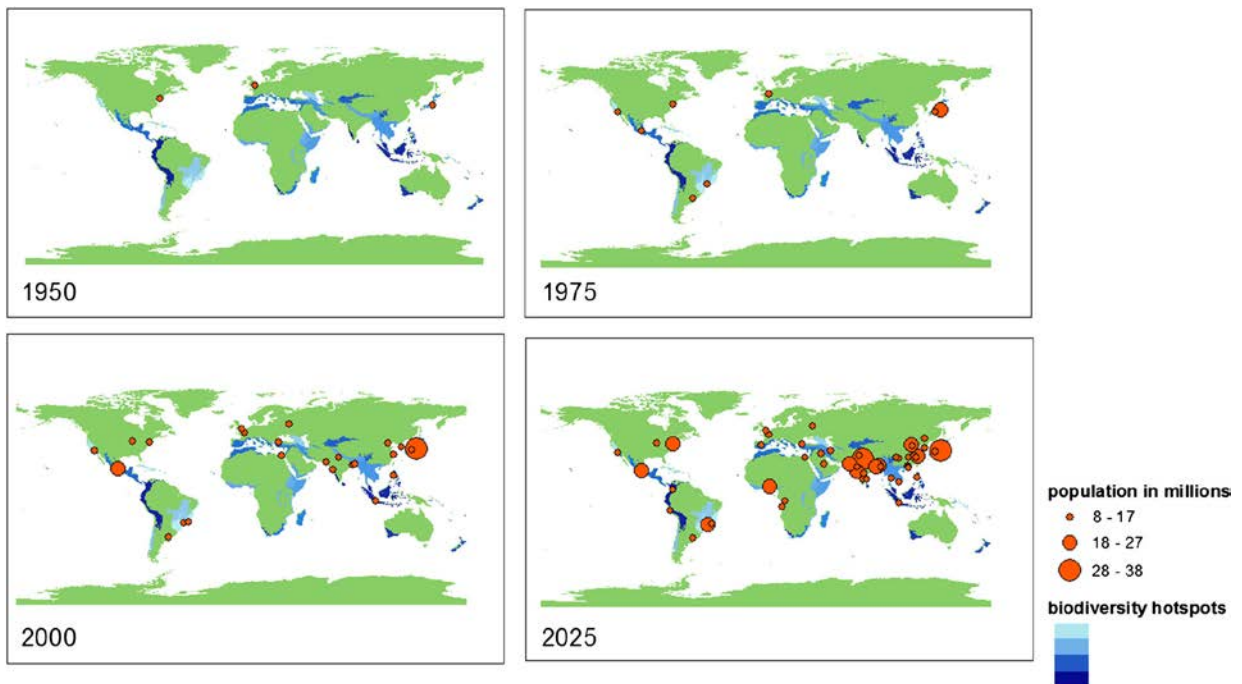 1950
1975
2000
2025
population in millions
8 - 17
18 - 27
28 - 38
biodiversity hotspots